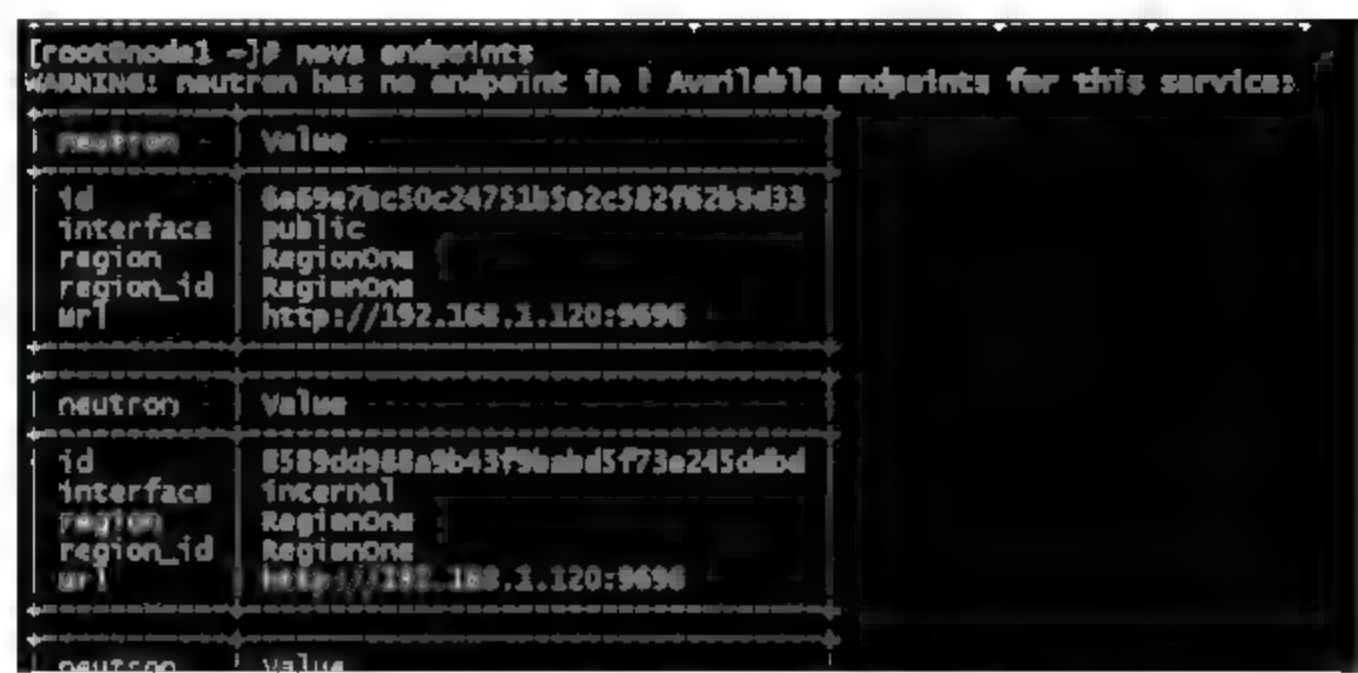 [root@node1 ~]# nova endpoints
WARNING: neutron has no endpoint in ! Available endpoints for this service:
neutron | Value
id | 6e69e7bc50c24751b5e2c582f62b9d33
interface | public
region | RegionOne
region_id | RegionOne
url | http://192.168.1.120:9696
neutron | Value
id
interface | internal
region | RegionOne
region_id | RegionOne
url | http://192.168.1.120:9696
neutron | Value